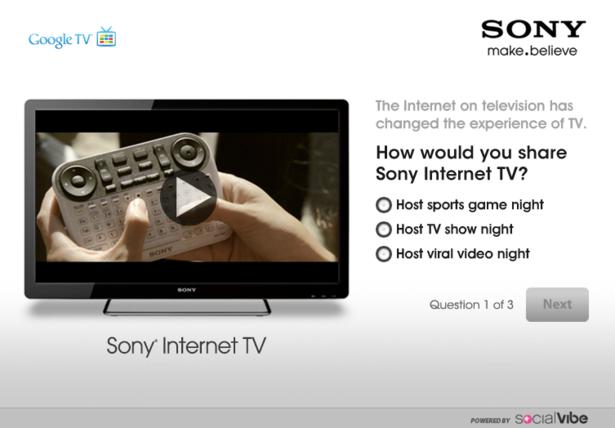 Google TV
SONY
make.believe
The Internet on television has
changed the experience of TV.
How would you share
Sony Internet TV?
Host sports game night
Host TV show night
Host viral video night
SONY
SONY
Question 1 of 3
Next
Sony® Internet TV
POWERED BY socialvibe